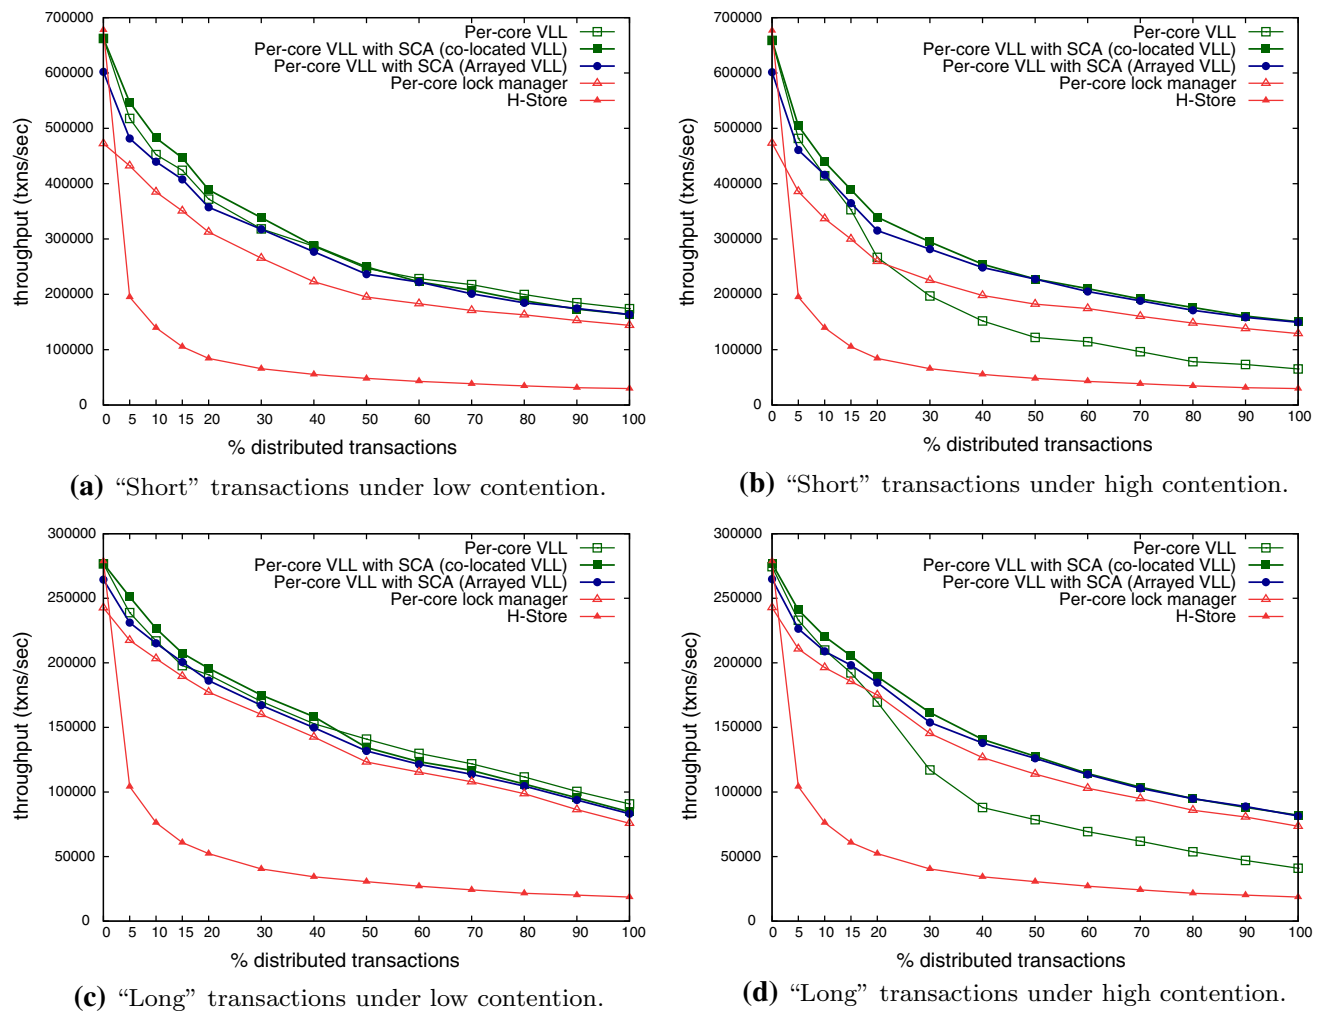 700000
600000
500000
400000
300000
200000
100000
0
throughput (txns/sec)
Per-core VLL
Per-core VLL with SCA (co-located VLL)
Per-core VLL with SCA (Arrayed VLL)
Per-core lock manager
H-Store
0 5 10 15 20 30 40 50 60 70 80 90 100
% distributed transactions
(a) “Short” transactions under low contention.
700000
600000
500000
400000
300000
200000
100000
0
throughput (txns/sec)
Per-core VLL
Per-core VLL with SCA (co-located VLL)
Per-core VLL with SCA (Arrayed VLL)
Per-core lock manager
H-Store
0 5 10 15 20 30 40 50 60 70 80 90 100
% distributed transactions
(b) “Short” transactions under high contention.
300000
250000
200000
150000
100000
50000
0
throughput (txns/sec)
Per-core VLL
Per-core VLL with SCA (co-located VLL)
Per-core VLL with SCA (Arrayed VLL)
Per-core lock manager
H-Store
0 5 10 15 20 30 40 50 60 70 80 90 100
% distributed transactions
(c) “Long” transactions under low contention.
300000
250000
200000
150000
100000
50000
0
throughput (txns/sec)
Per-core VLL
Per-core VLL with SCA (co-located VLL)
Per-core VLL with SCA (Arrayed VLL)
Per-core lock manager
H-Store
0 5 10 15 20 30 40 50 60 70 80 90 100
% distributed transactions
(d) “Long” transactions under high contention.